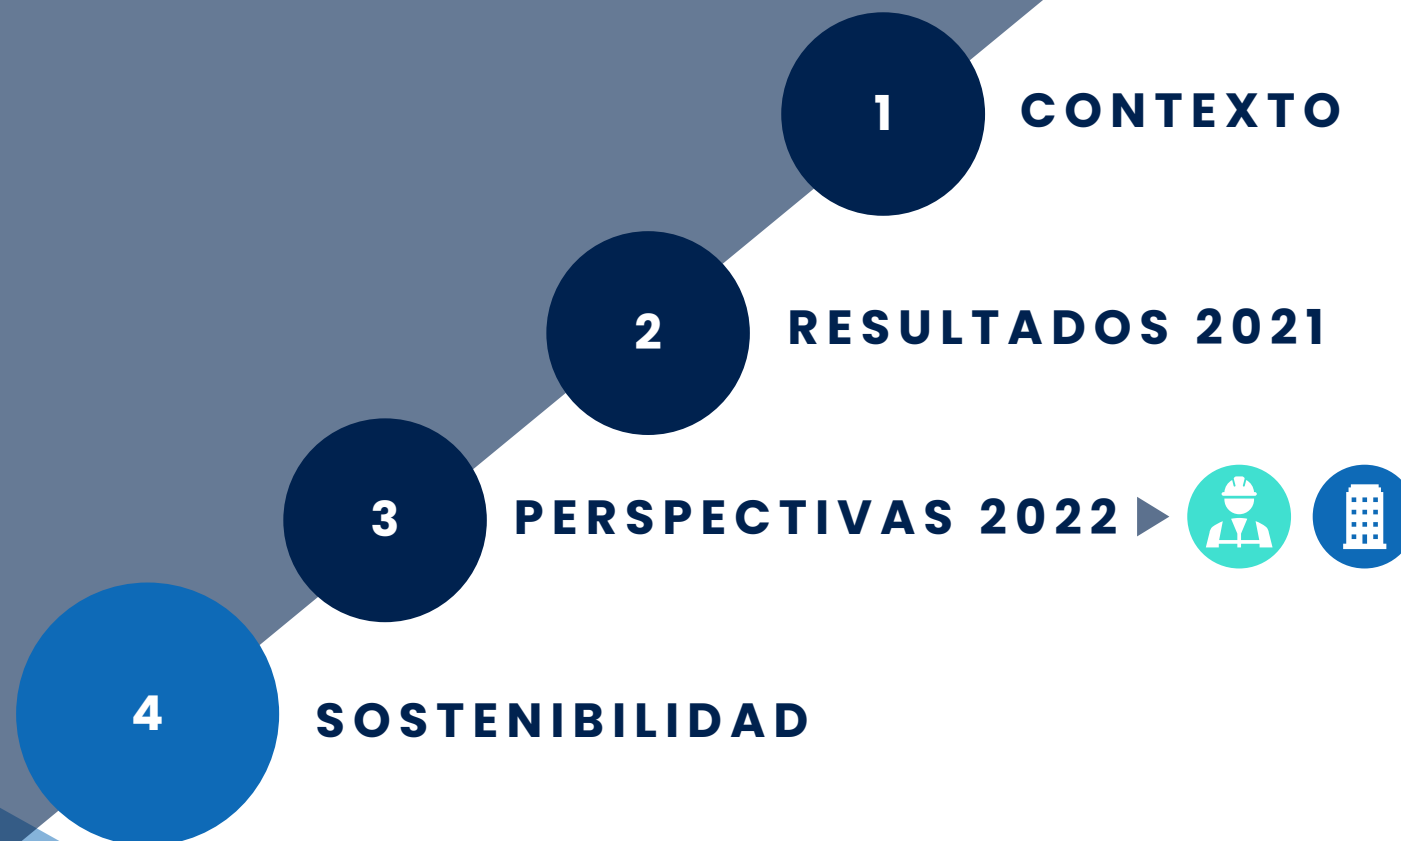 1 CONTEXTO
2 RESULTADOS 2021
3 PERSPECTIVAS 2022
4 SOSTENIBILIDAD